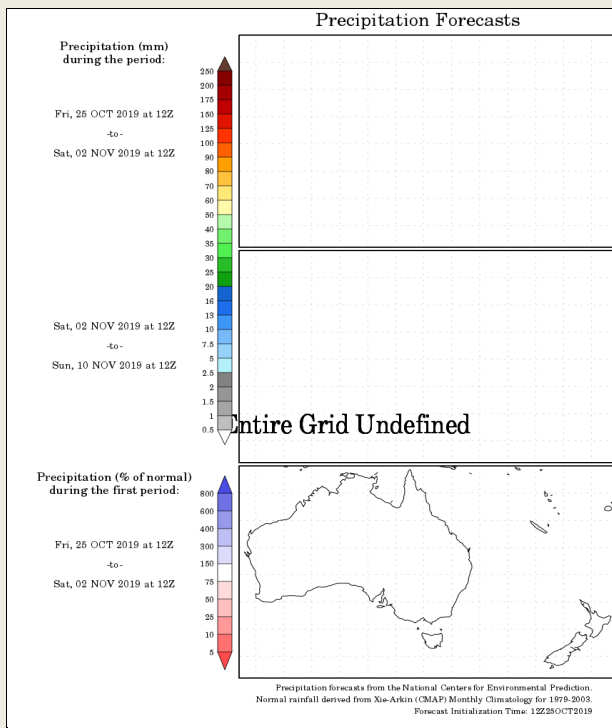 Precipitation Forecasts
Precipitation (mm)
during the period:
Fri, 25 OCT 2019 at 12Z
-to-
Sat, 02 NOV 2019 at 12Z
250
200
175
150
125
100
90
80
70
60
50
40
35
30
25
20
16
13
10
7.5
5
2.5
2
1.5
1
0.5
Sat, 02 NOV 2019 at 12Z
-to-
Sun, 10 NOV 2019 at 12Z
Entire Grid Undefined
Precipitation (% of normal)
during the first period:
Fri, 25 OCT 2019 at 12Z
-to-
Sat, 02 NOV 2019 at 12Z
800
600
400
300
150
75
50
25
10
5
Precipitation forecasts from the National Centers for Environmental Prediction.
Normal rainfall derived from Xie-Arkin (CMAP) Monthly Climatology for 1979-2003.
Forecast Initialization Time: 12Z25OCT2019